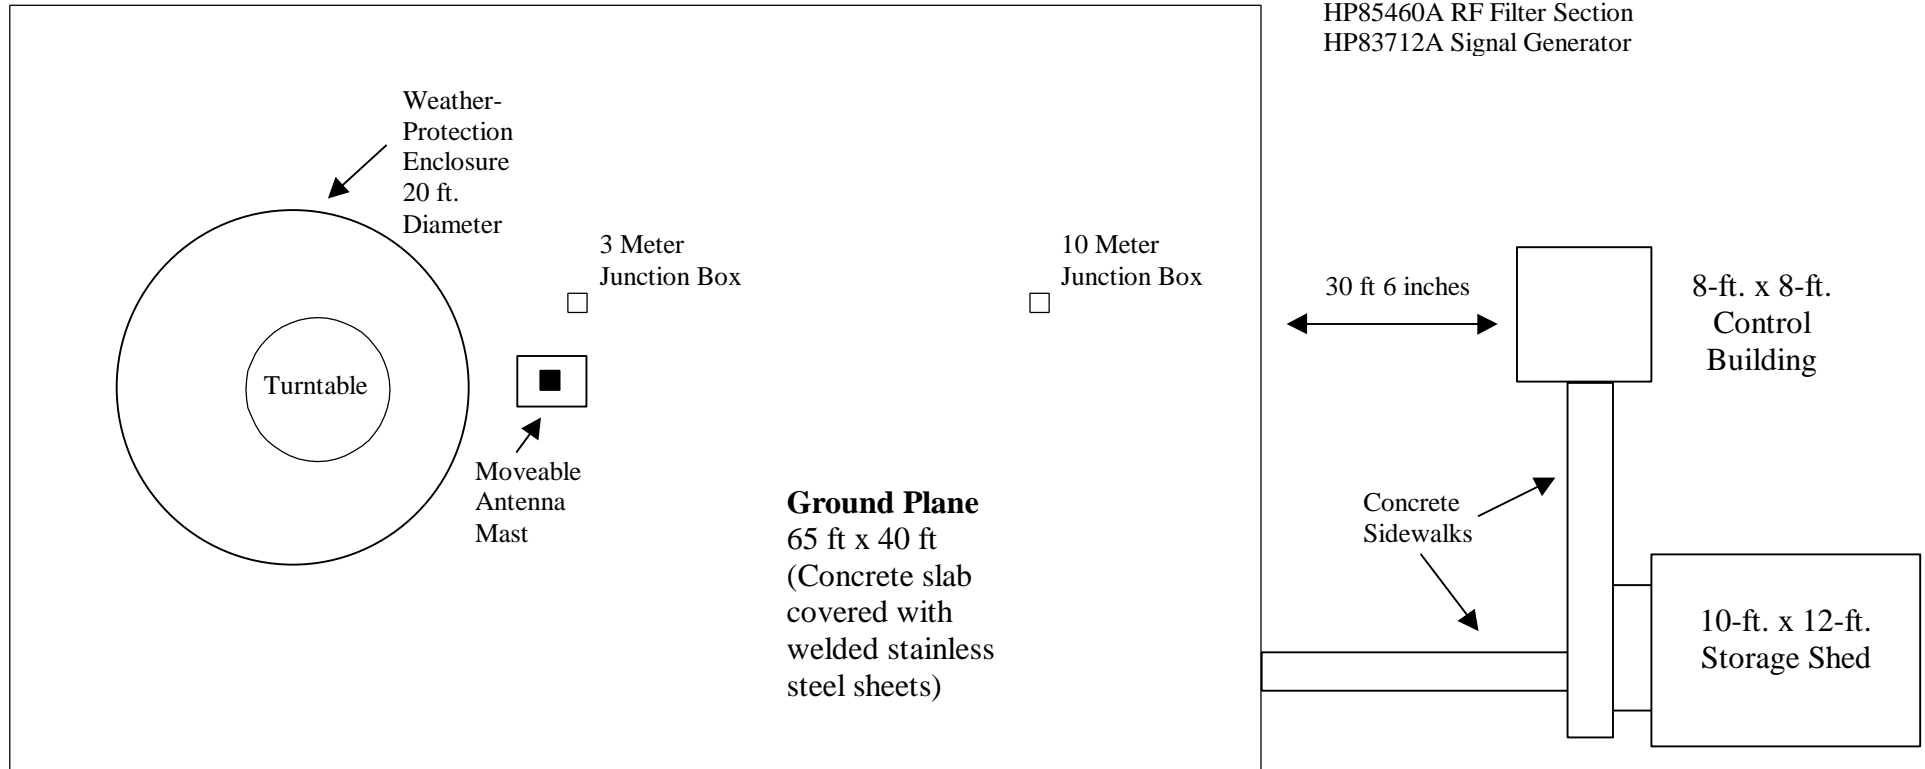 HP85460A RF Filter Section
HP83712A Signal Generator
Weather-
Protection
Enclosure
20 ft.
Diameter
3 Meter
Junction Box
10 Meter
Junction Box
30 ft 6 inches
8-ft. x 8-ft.
Control
Building
Turntable
Moveable
Antenna
Mast
Ground Plane
65 ft x 40 ft
(Concrete slab
covered with
welded stainless
steel sheets)
Concrete
Sidewalks
10-ft. x 12-ft.
Storage Shed